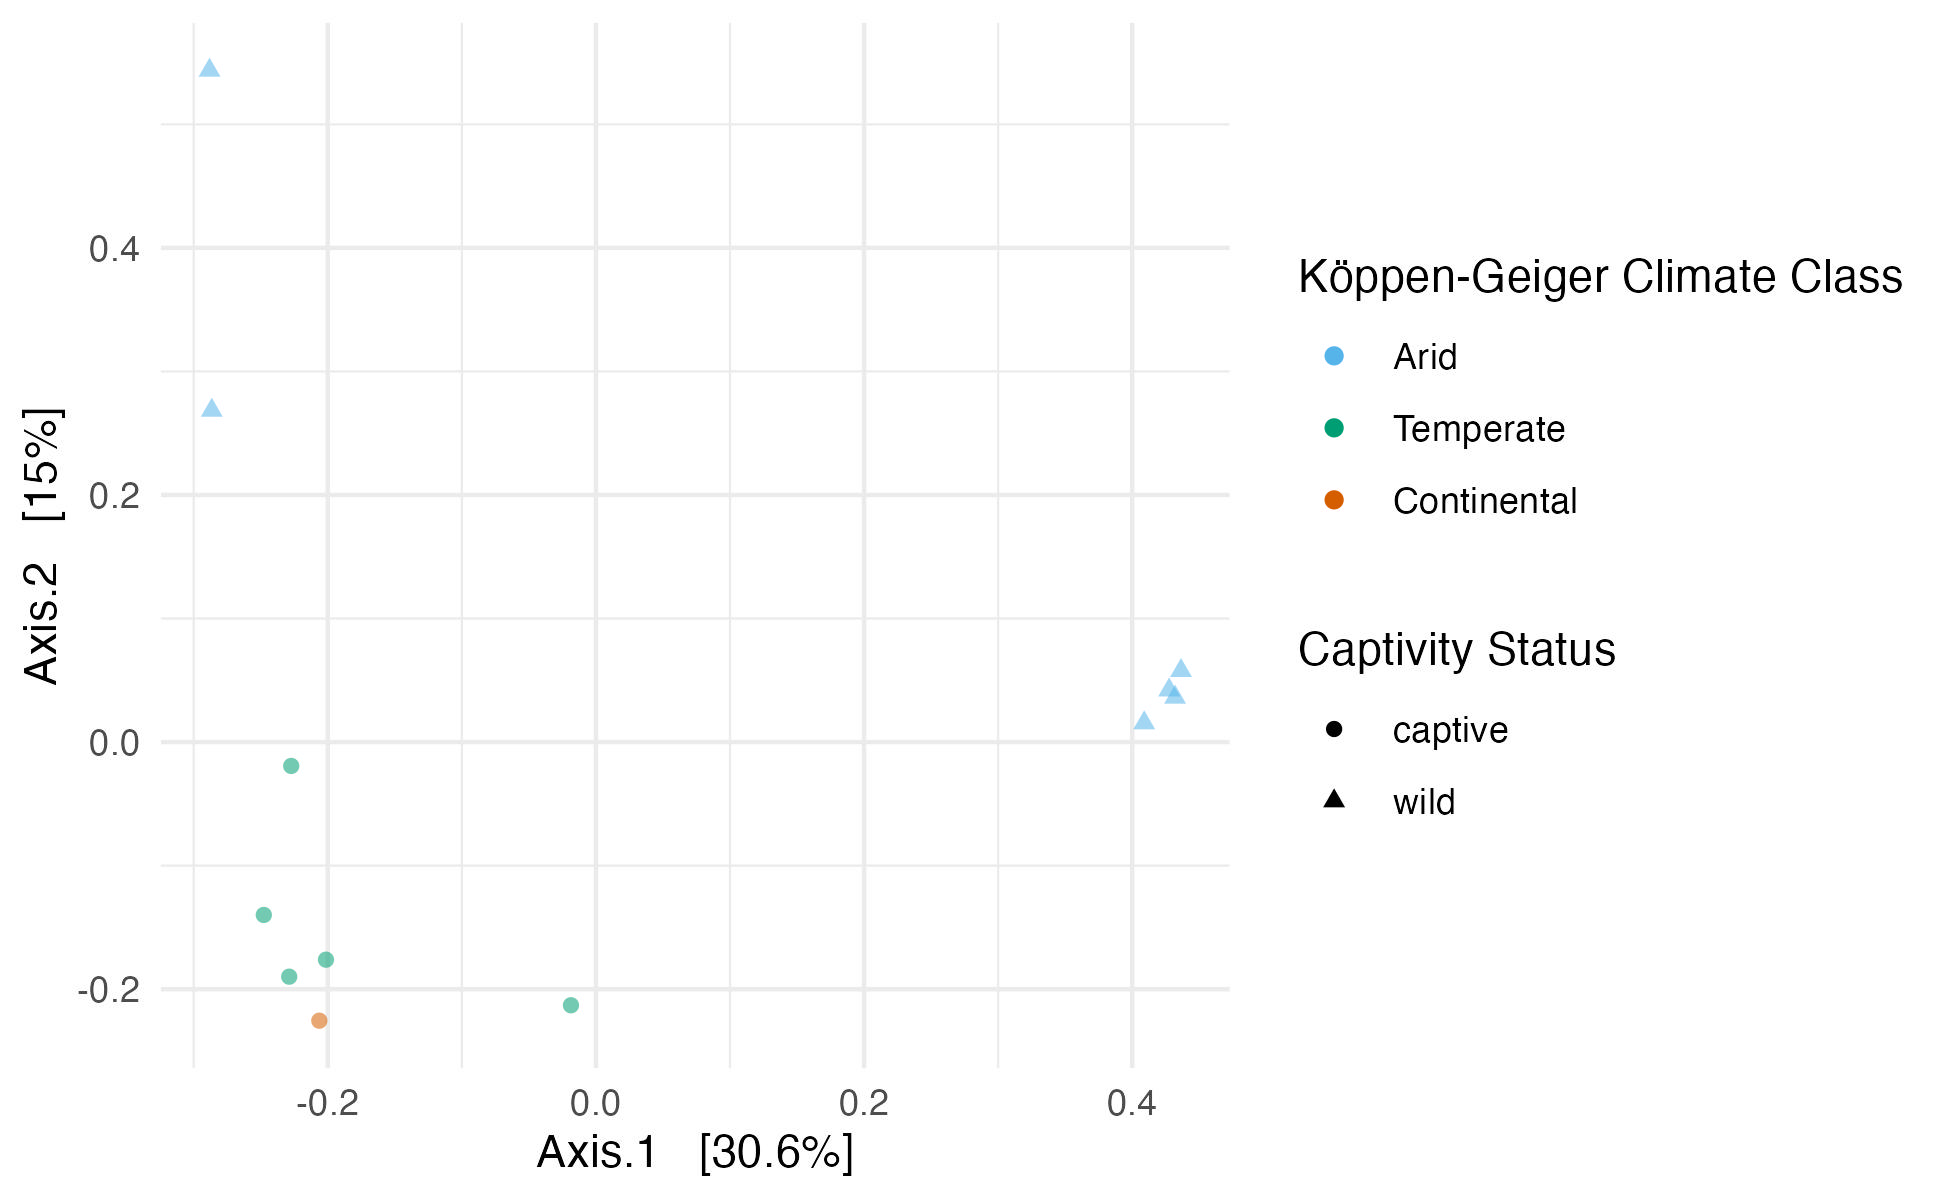 0.4
0.2
0.0
-0.2
Axis.2 [15%]
-0.2 0.0 0.2 0.4
Axis.1 [30.6%]
Köppen-Geiger Climate Class
Arid
Temperate
Continental
Captivity Status
captive
wild